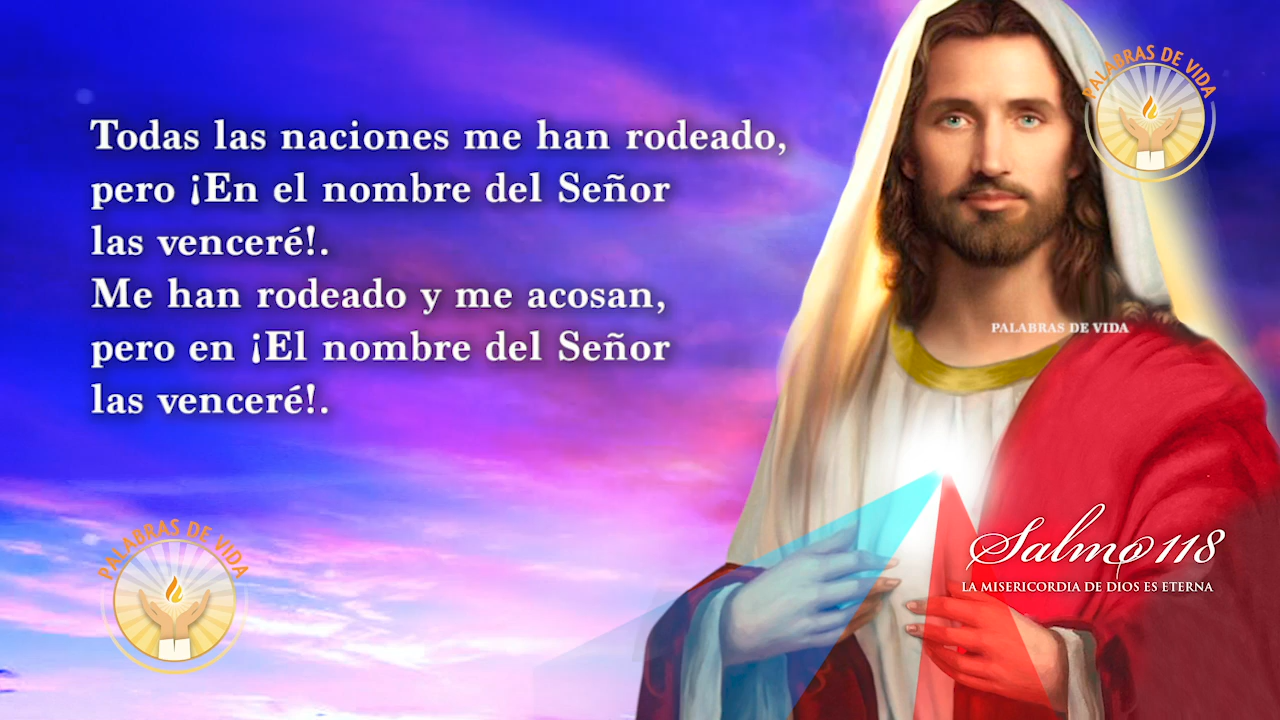 Todas las naciones me han rodeado,
pero ¡En el nombre del Señor
las venceré!.
Me han rodeado y me acosan,
pero en ¡El nombre del Señor
las venceré!.
PALABRAS DE VIDA
PALABRAS DE VIDA
Salmo 118
LA MISERICORDIA DE DIOS ES ETERNA
PALABRAS DE VIDA